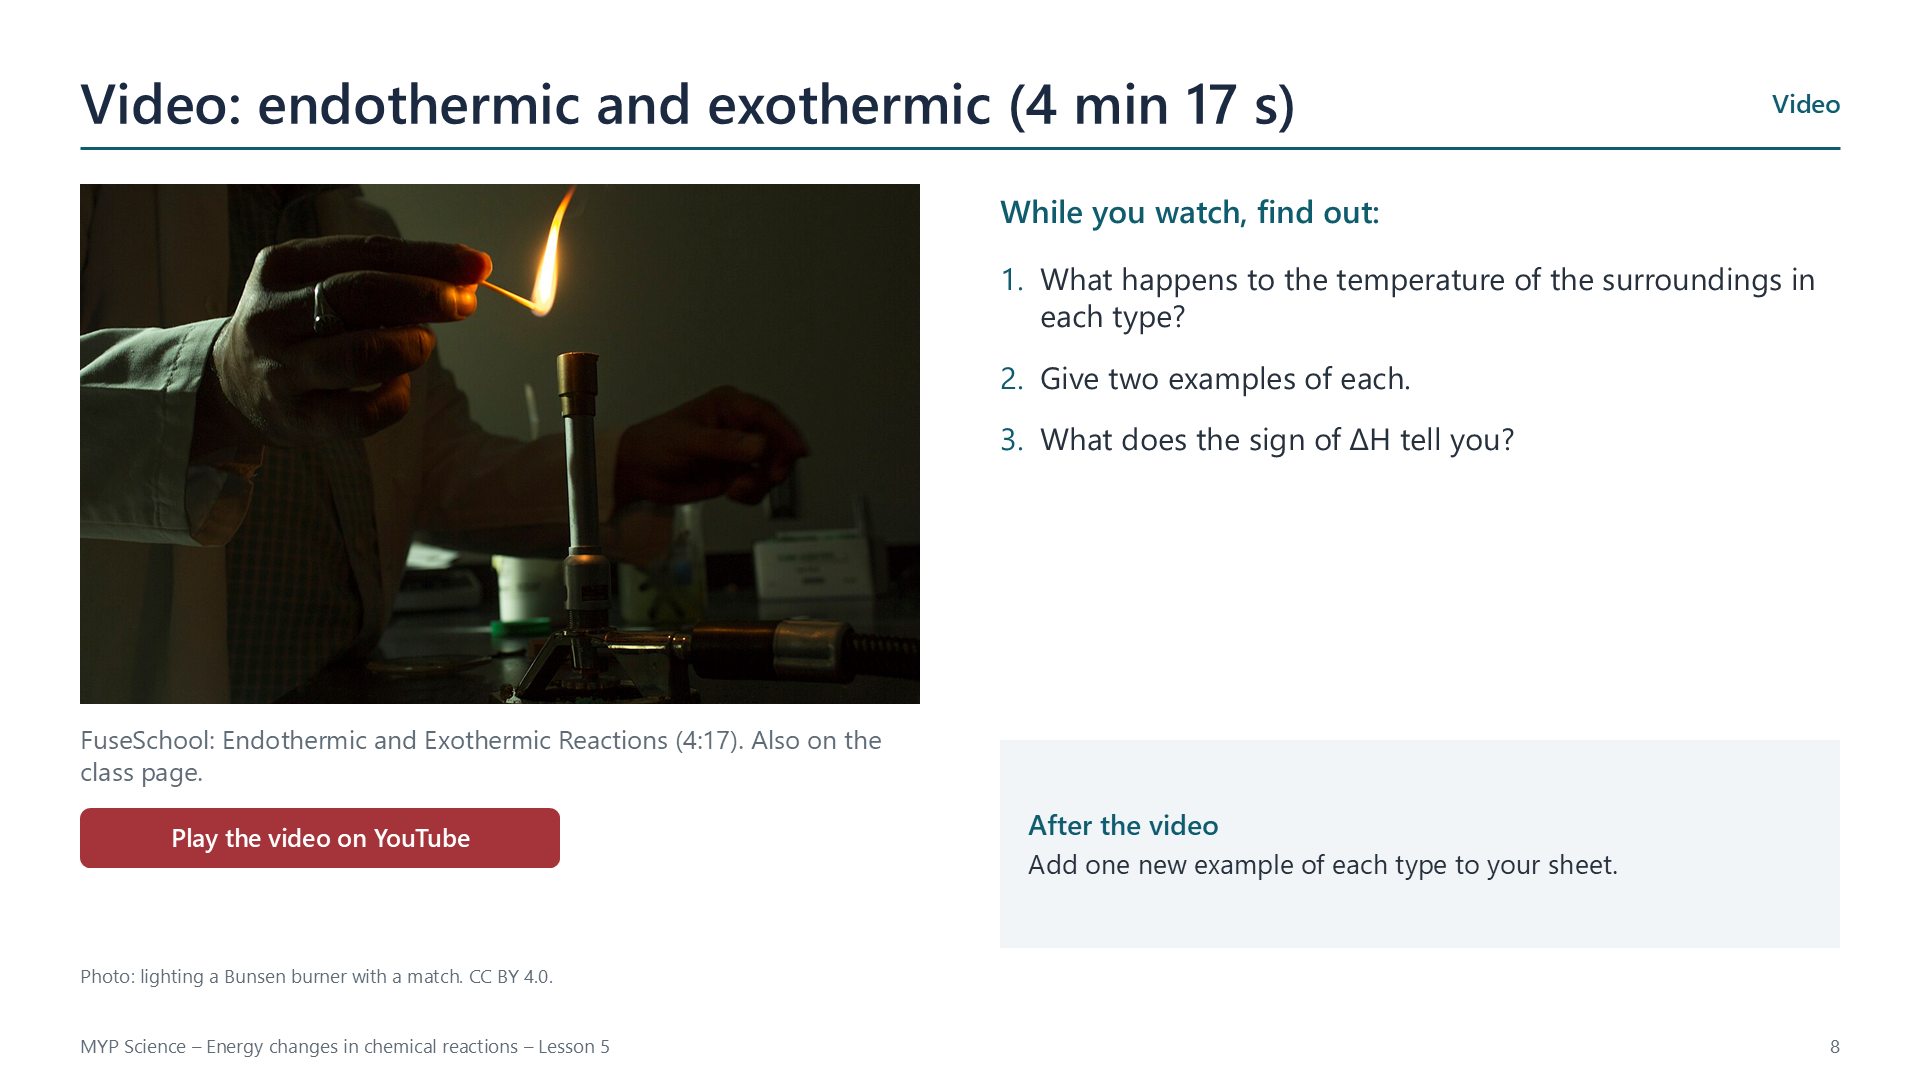 Video: endothermic and exothermic (4 min 17 s)
Video
FuseSchool: Endothermic and Exothermic Reactions (4:17). Also on the
class page.
Play the video on YouTube
Photo: lighting a Bunsen burner with a match. CC BY 4.0.
While you watch, find out:
1. What happens to the temperature of the surroundings in
each type?
2. Give two examples of each.
3. What does the sign of ΔH tell you?
After the video
Add one new example of each type to your sheet.
MYP Science – Energy changes in chemical reactions – Lesson 5
8